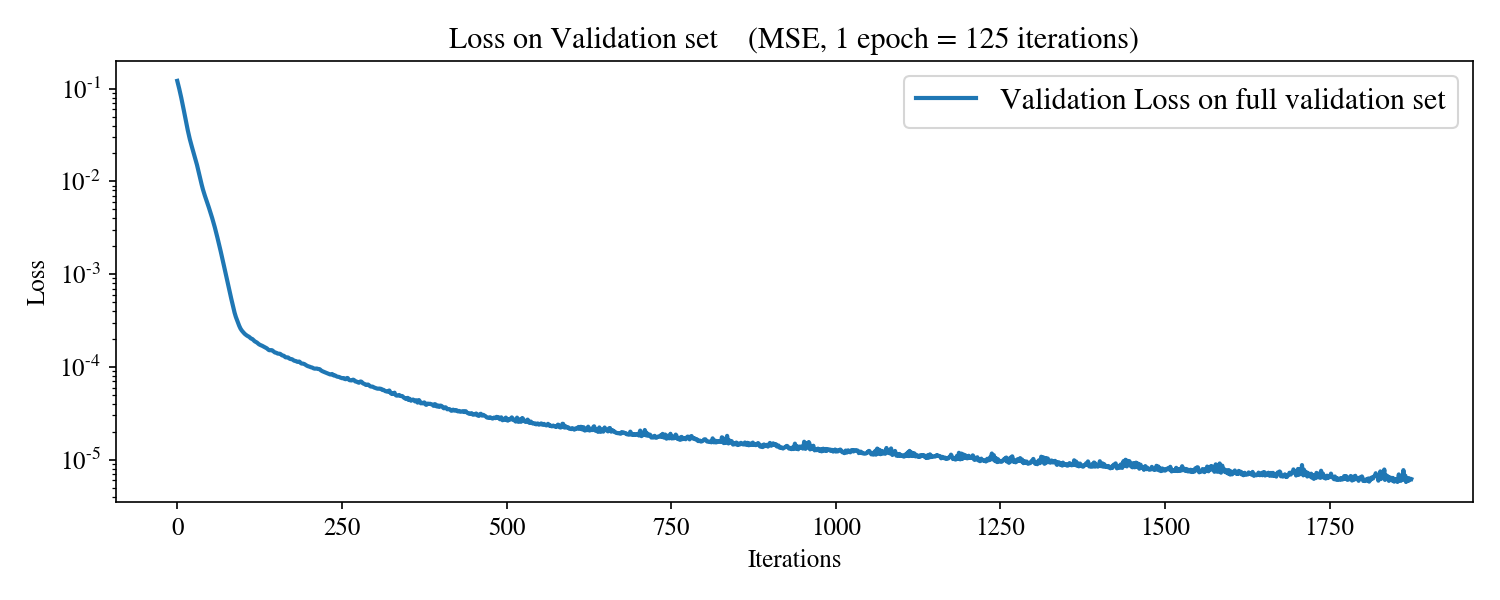 Loss on Validation set    (MSE, 1 epoch = 125 iterations)
Validation Loss on full validation set
Loss
10^-1
10^-2
10^-3
10^-4
10^-5
0 250 500 750 1000 1250 1500 1750
Iterations